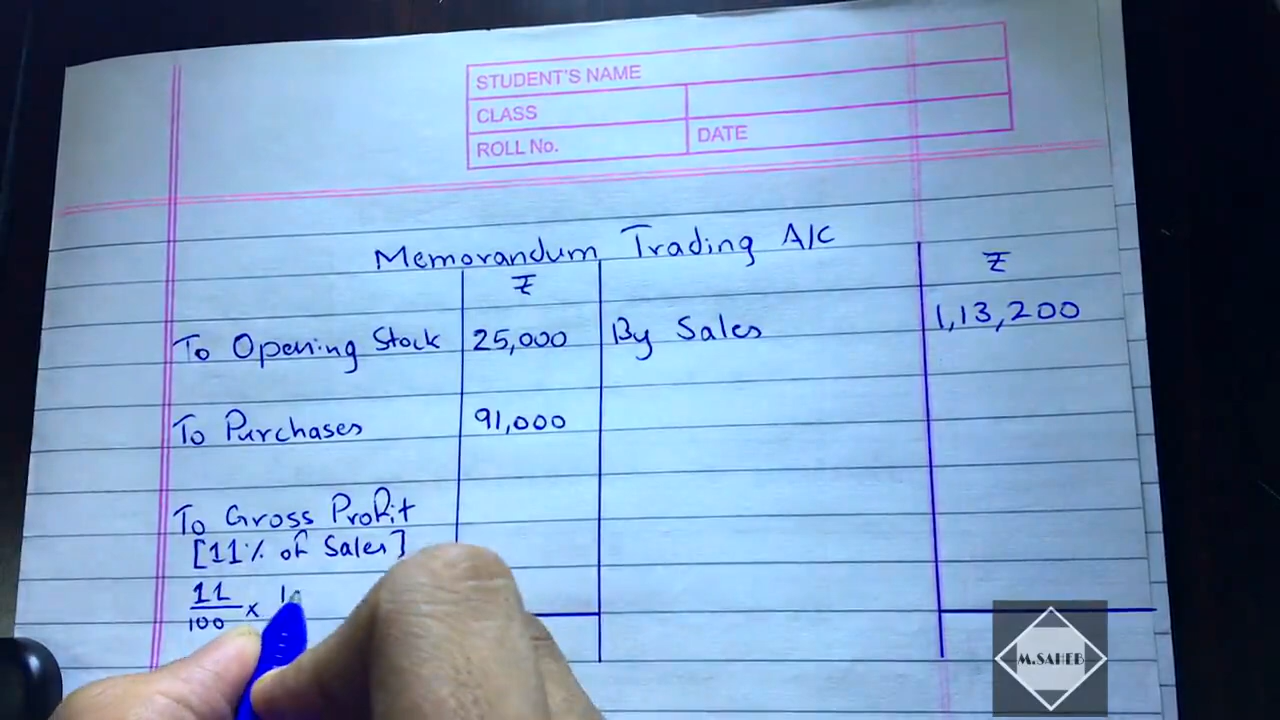 STUDENT'S NAME
CLASS
ROLL No.
DATE
Memorandum Trading A/C
₹
₹
To Opening Stock 25,000 By Sales 1,13,200
To Purchases 91,000
To Gross Profit
[11% of Sales]
11
100
×
M.SAHEB